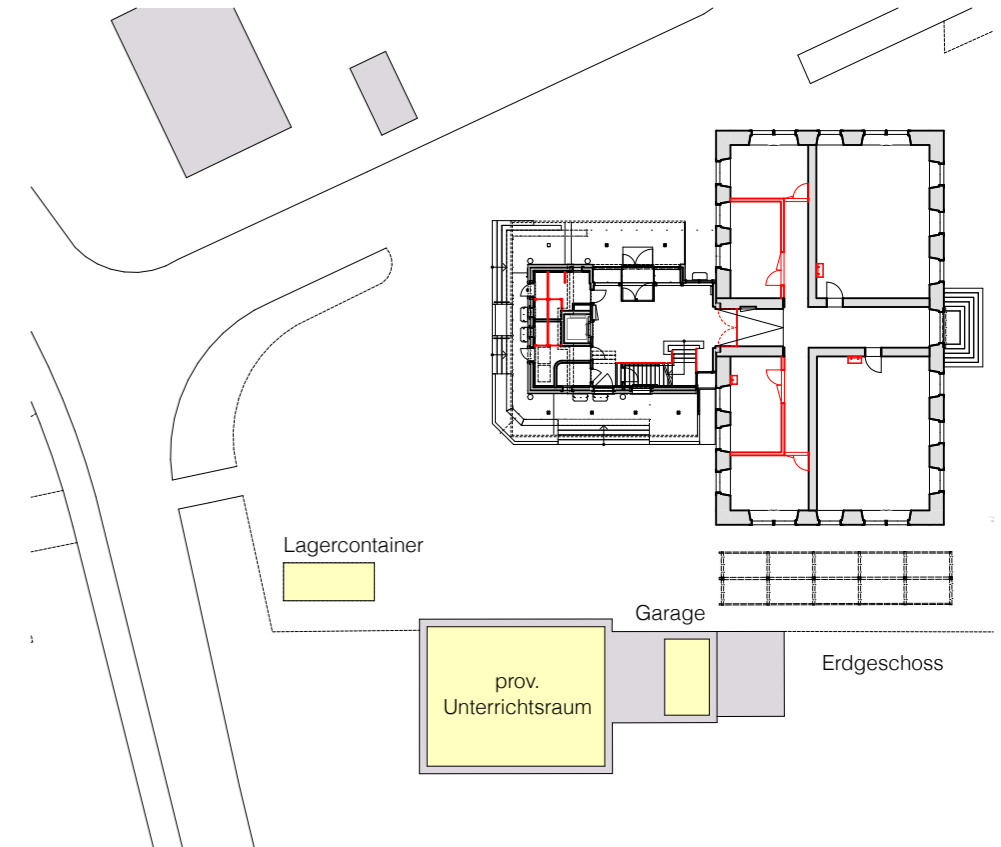 Lagercontainer
Garage
prov.
Unterrichtsraum
Erdgeschoss